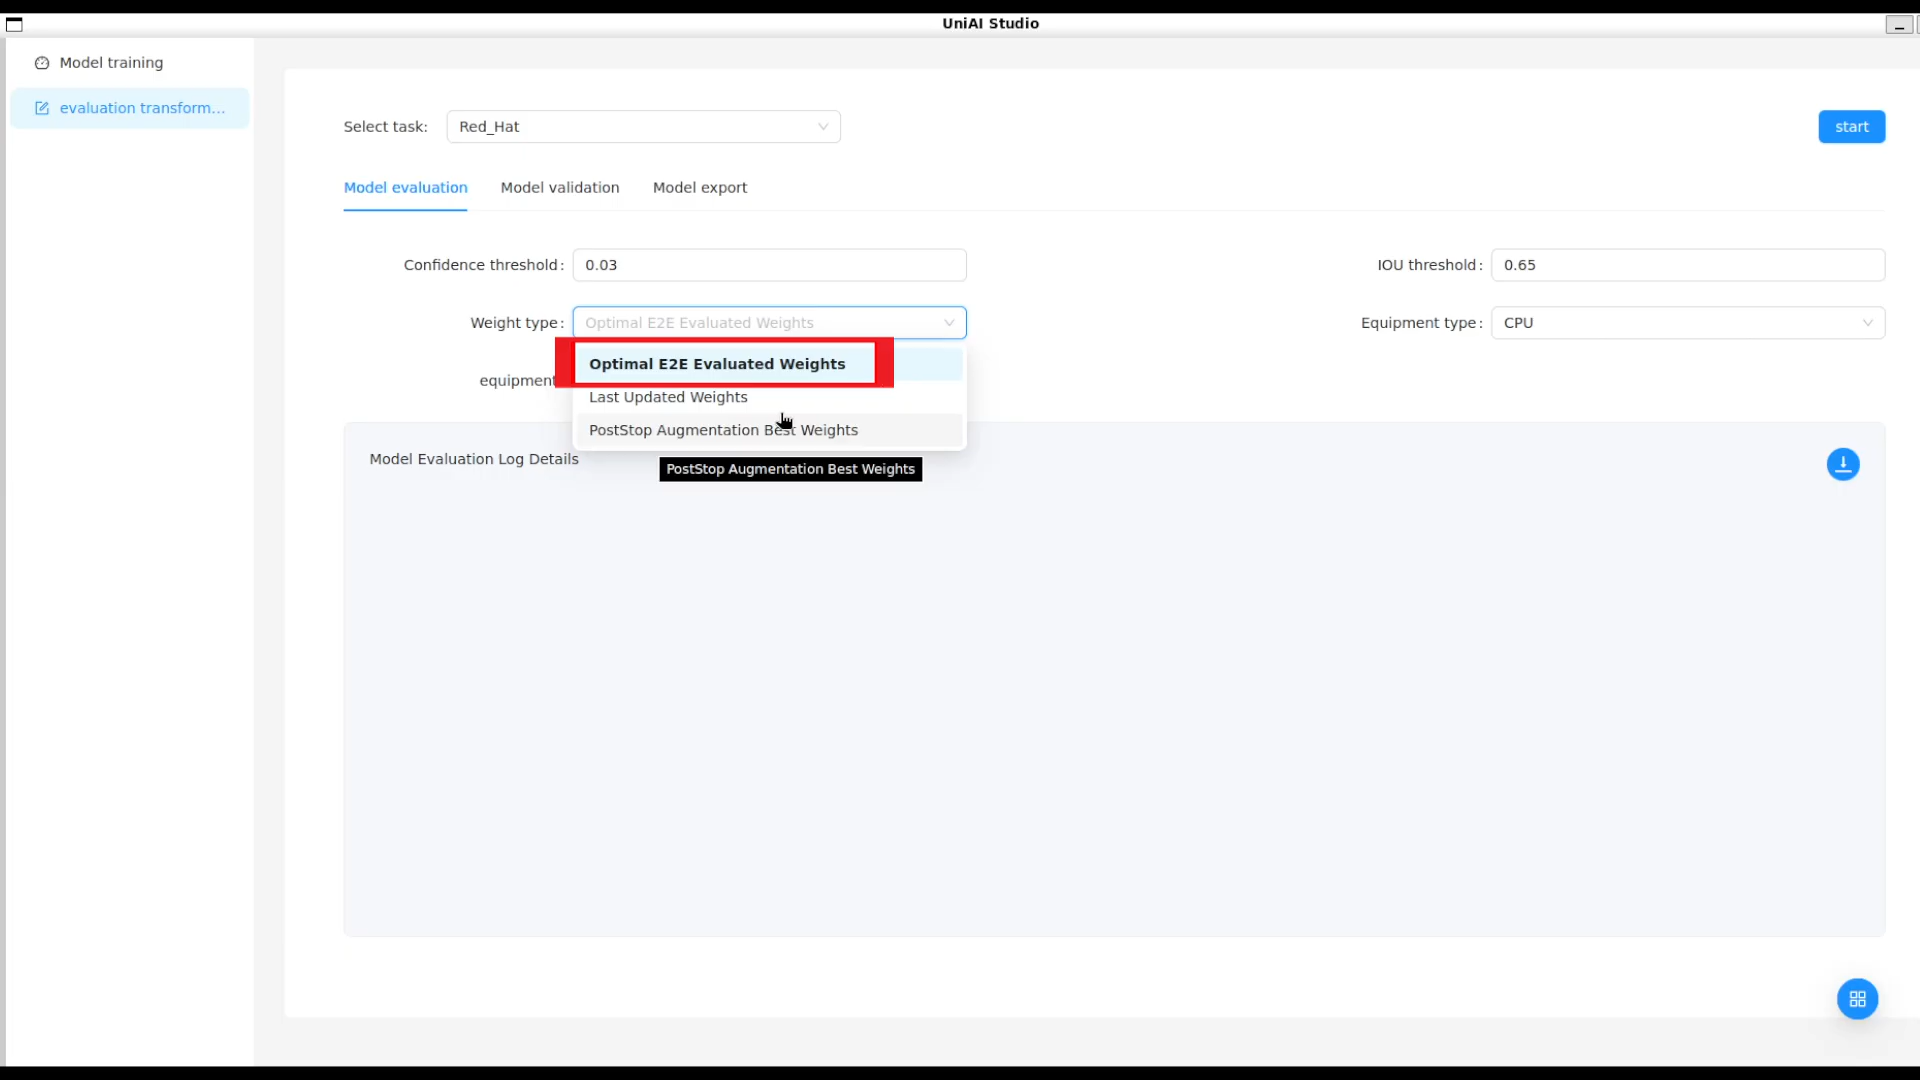 UniAI Studio
Model training
evaluation transform...
Select task: Red_Hat
start
Model evaluation Model validation Model export
Confidence threshold: 0.03
IOU threshold: 0.65
Weight type: Optimal E2E Evaluated Weights
Equipment type: CPU
Optimal E2E Evaluated Weights
equipment
Last Updated Weights
PostStop Augmentation Best Weights
Model Evaluation Log Details
PostStop Augmentation Best Weights